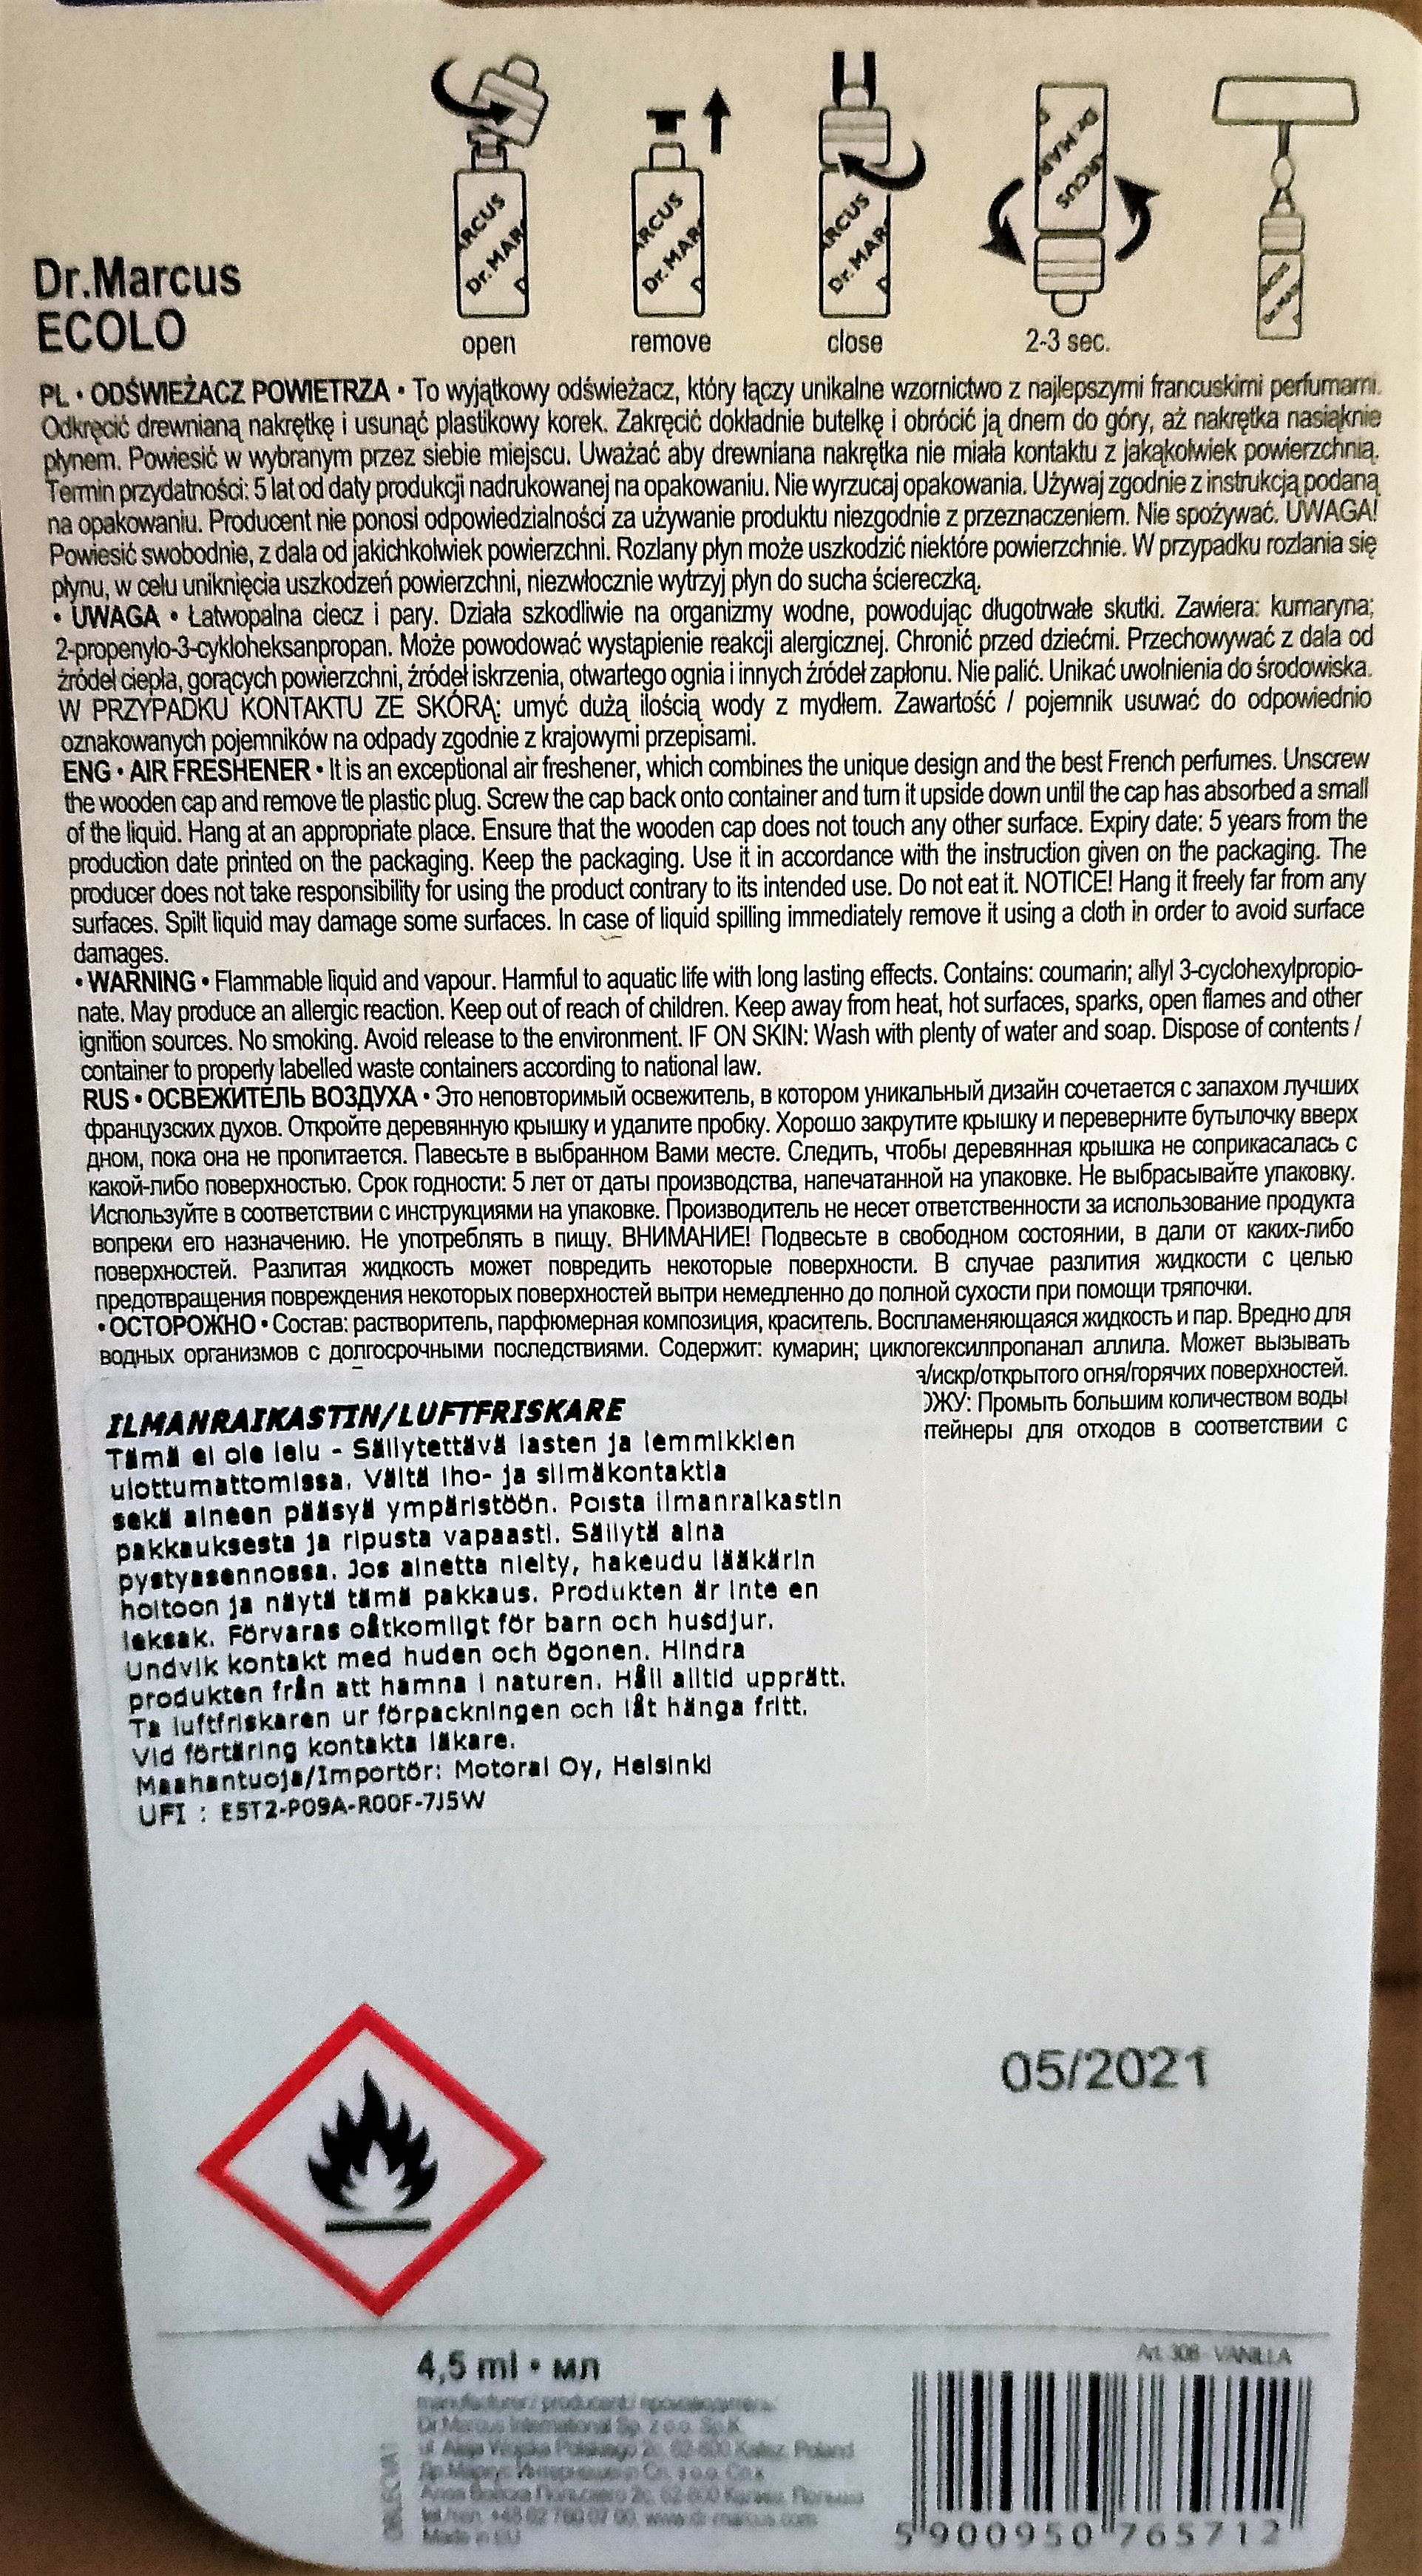 open
remove
close
2-3 sec.
Dr.Marcus
ECOLO
PL • ODŚWIEŻACZ POWIETRZA • To wyjątkowy odświeżacz, który łączy unikalne wzornictwo z najlepszymi francuskimi perfumami.
Odkręcić drewnianą nakrętkę i usunąć plastikowy korek. Zakręcić dokładnie butelkę i obrócić ją dnem do góry, aż nakrętka nasiąknie
płynem. Powiesić w wybranym przez siebie miejscu. Uważać aby drewniana nakrętka nie miała kontaktu z jakąkolwiek powierzchnią.
Termin przydatności: 5 lat od daty produkcji nadrukowanej na opakowaniu. Nie wyrzucaj opakowania. Używaj zgodnie z instrukcją podaną
na opakowaniu. Producent nie ponosi odpowiedzialności za używanie produktu niezgodnie z przeznaczeniem. Nie spożywać. UWAGA!
Powiesić swobodnie, z dala od jakichkolwiek powierzchni. Rozlany płyn może uszkodzić niektóre powierzchnie. W przypadku rozlania się
płynu, w celu uniknięcia uszkodzeń powierzchni, niezwłocznie wytrzyj płyn do sucha ściereczką.
• UWAGA • Łatwopalna ciecz i pary. Działa szkodliwie na organizmy wodne, powodując długotrwałe skutki. Zawiera: kumaryna;
2-propenylo-3-cykloheksanpropan. Może powodować wystąpienie reakcji alergicznej. Chronić przed dziećmi. Przechowywać z dala od
źródeł ciepła, gorących powierzchni, źródeł iskrzenia, otwartego ognia i innych źródeł zapłonu. Nie palić. Unikać uwolnienia do środowiska.
W PRZYPADKU KONTAKTU ZE SKÓRĄ: umyć dużą ilością wody z mydłem. Zawartość / pojemnik usuwać do odpowiednio
oznakowanych pojemników na odpady zgodnie z krajowymi przepisami.
ENG • AIR FRESHENER • It is an exceptional air freshener, which combines the unique design and the best French perfumes. Unscrew
the wooden cap and remove tle plastic plug. Screw the cap back onto container and turn it upside down until the cap has absorbed a small
of the liquid. Hang at an appropriate place. Ensure that the wooden cap does not touch any other surface. Expiry date: 5 years from the
production date printed on the packaging. Keep the packaging. Use it in accordance with the instruction given on the packaging. The
producer does not take responsibility for using the product contrary to its intended use. Do not eat it. NOTICE! Hang it freely far from any
surfaces. Spilt liquid may damage some surfaces. In case of liquid spilling immediately remove it using a cloth in order to avoid surface
damages.
• WARNING • Flammable liquid and vapour. Harmful to aquatic life with long lasting effects. Contains: coumarin; allyl 3-cyclohexylpropio-
nate. May produce an allergic reaction. Keep out of reach of children. Keep away from heat, hot surfaces, sparks, open flames and other
ignition sources. No smoking. Avoid release to the environment. IF ON SKIN: Wash with plenty of water and soap. Dispose of contents /
container to properly labelled waste containers according to national law.
RUS • ОСВЕЖИТЕЛЬ ВОЗДУХА • Это неповторимый освежитель, в котором уникальный дизайн сочетается с запахом лучших
французских духов. Откройте деревянную крышку и удалите пробку. Хорошо закрутите крышку и переверните бутылочку вверх
дном, пока она не пропитается. Павесьте в выбранном Вами месте. Следить, чтобы деревянная крышка не соприкасалась с
какой-либо поверхностью. Срок годности: 5 лет от даты производства, напечатанной на упаковке. Не выбрасывайте упаковку.
Используйте в соответствии с инструкциями на упаковке. Производитель не несет ответственности за использование продукта
вопреки его назначению. Не употреблять в пищу. ВНИМАНИЕ! Подвесьте в свободном состоянии, в дали от каких-либо
поверхностей. Разлитая жидкость может повредить некоторые поверхности. В случае разлития жидкости с целью
предотвращения повреждения некоторых поверхностей вытри немедленно до полной сухости при помощи тряпочки.
• ОСТОРОЖНО • Состав: растворитель, парфюмерная композиция, краситель. Воспламеняющаяся жидкость и пар. Вредно для
водных организмов с долгосрочными последствиями. Содержит: кумарин; циклогексилпропанал аллила. Может вызывать
а/искр/открытого огня/горячих поверхностей.
ОЖУ: Промыть большим количеством воды
нтейнеры для отходов в соответствии с
ILMANRAIKASTIN/LUFTFRISKARE
Tämä ei ole lelu - Säilytettävä lasten ja lemmikkien
ulottumattomissa. Vältä iho- ja silmäkontaktia
sekä aineen pääsyä ympäristöön. Poista ilmanraikastin
pakkauksesta ja ripusta vapaasti. Säilytä aina
pystyasennossa. Jos ainetta nielty, hakeudu lääkärin
hoitoon ja näytä tämä pakkaus. Produkten är inte en
leksak. Förvaras oåtkomligt för barn och husdjur.
Undvik kontakt med huden och ögonen. Hindra
produkten från att hamna i naturen. Håll alltid upprätt.
Ta luftfriskaren ur förpackningen och låt hänga fritt.
Vid förtäring kontakta läkare.
Maahantuoja/Importör: Motoral Oy, Helsinki
UFI : E5T2-P09A-R00F-7J5W
05/2021
4,5 ml • мл
Art. 308 - VANILLA
manufacturer/ producent/ производитель:
Dr.Marcus International Sp. z o.o. Sp.K.
ul. Aleja Wojska Polskiego 2c, 62-800 Kalisz, Poland
www.dr-marcus.com
Made in EU
5 900950 765712